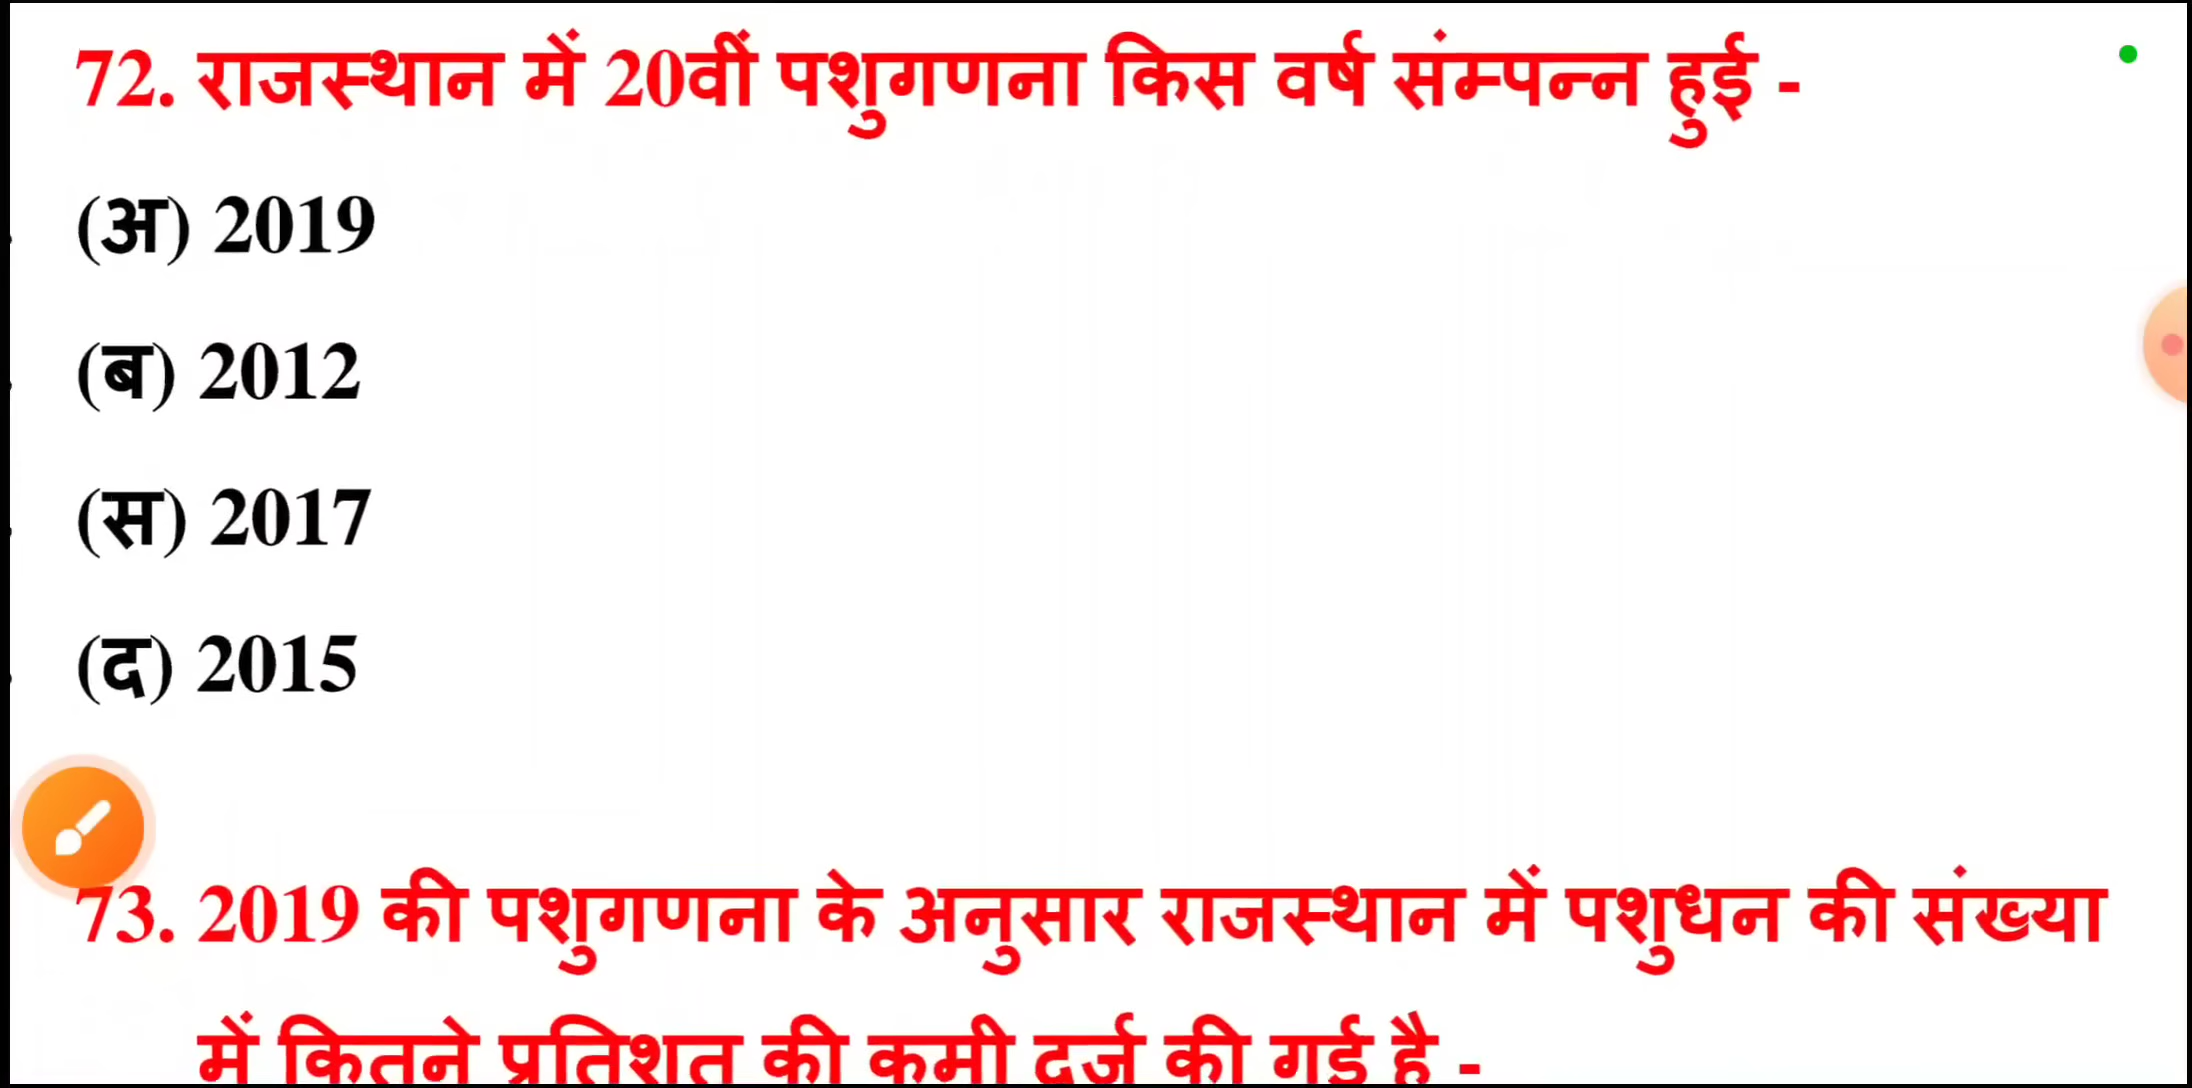 72. राजस्थान में 20वीं पशुगणना किस वर्ष संम्पन्न हुई -
(अ) 2019
(ब) 2012
(स) 2017
(द) 2015
73. 2019 की पशुगणना के अनुसार राजस्थान में पशुधन की संख्या
में कितने प्रतिशत की कमी दर्ज की गई है -